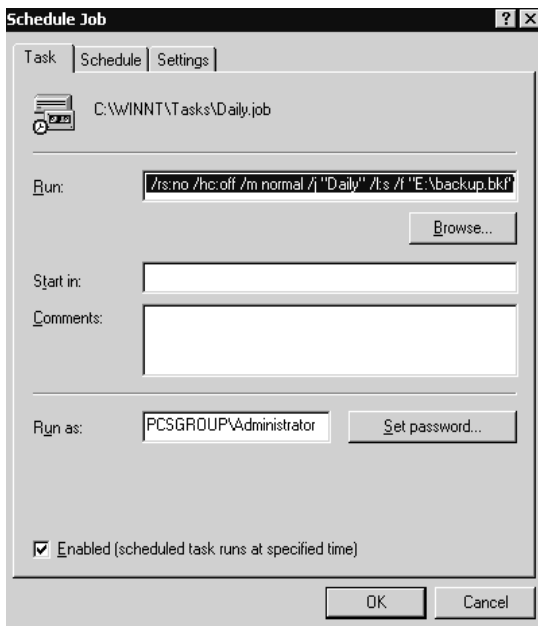 Schedule Job
Task Schedule Settings
C:\WINNT\Tasks\Daily.job
Run: /rs:no /hc:off /m normal /j "Daily" /l:s /f "E:\backup.bkf"
Browse...
Start in:
Comments:
Run as: PCSGROUP\Administrator Set password...
Enabled (scheduled task runs at specified time)
OK Cancel